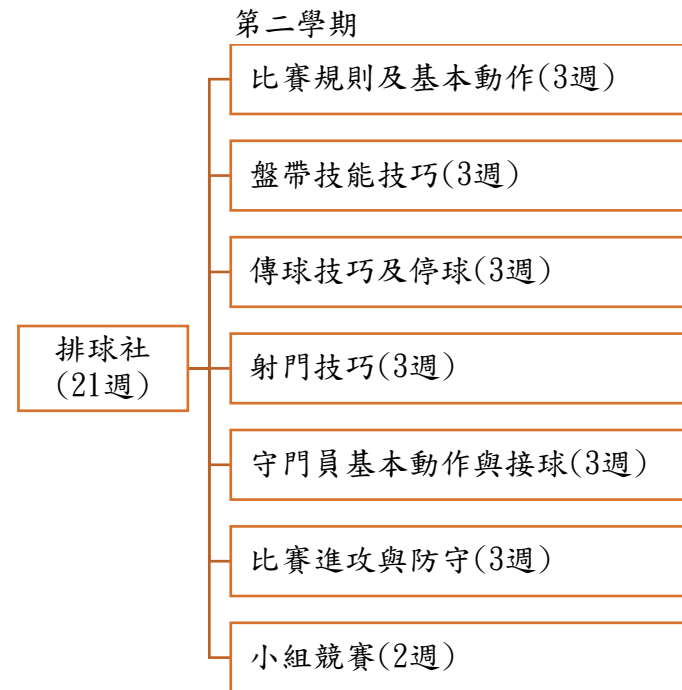 第二學期
比賽規則及基本動作(3週)
盤帶技能技巧(3週)
傳球技巧及停球(3週)
排球社
(21週)
射門技巧(3週)
守門員基本動作與接球(3週)
比賽進攻與防守(3週)
小組競賽(2週)